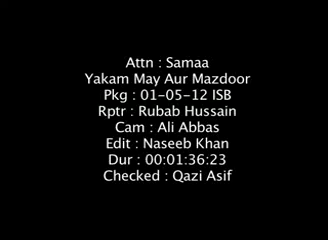 Attn : Samaa
Yakam May Aur Mazdoor
Pkg : 01-05-12 ISB
Rptr : Rubab Hussain
Cam : Ali Abbas
Edit : Naseeb Khan
Dur : 00:01:36:23
Checked : Qazi Asif